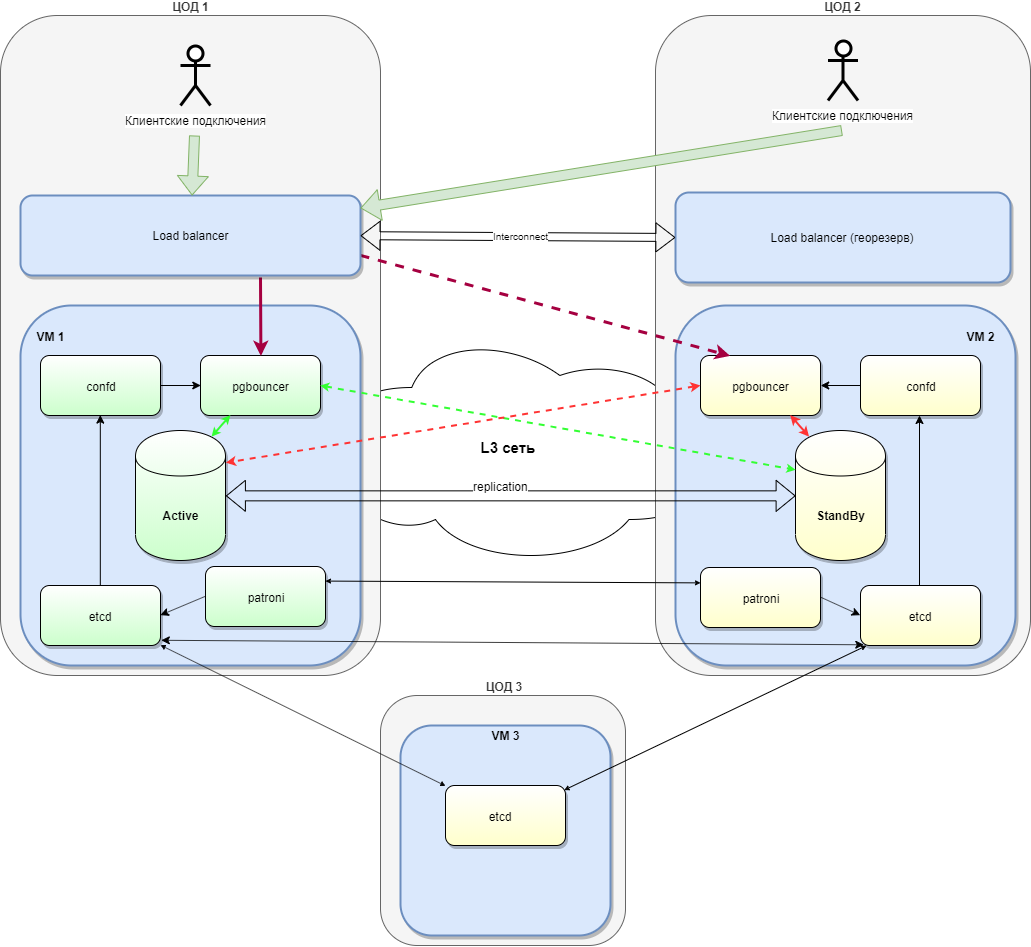 ЦОД 1
ЦОД 2
Клиентские подключения
Клиентские подключения
Load balancer
Interconnect
Load balancer (георезерв)
VM 1
VM 2
confd
pgbouncer
pgbouncer
confd
L3 сеть
replication
Active
StandBy
patroni
patroni
etcd
etcd
ЦОД 3
VM 3
etcd